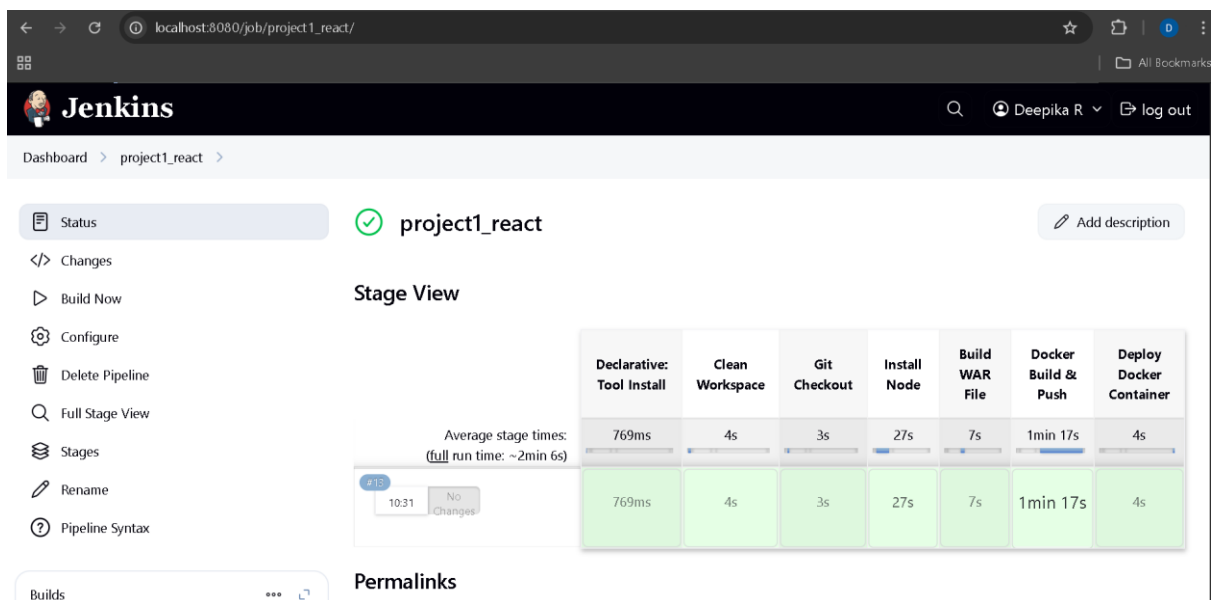 localhost:8080/job/project1_react/
D
All Bookmarks
Jenkins
Deepika R
log out
Dashboard > project1_react >
Status
project1_react
Add description
Changes
Build Now
Stage View
Configure
Delete Pipeline
Full Stage View
Stages
Rename
Pipeline Syntax
Declarative: Tool Install
Clean Workspace
Git Checkout
Install Node
Build WAR File
Docker Build & Push
Deploy Docker Container
Average stage times: 769ms 4s 3s 27s 7s 1min 17s 4s
(full run time: ~2min 6s)
#13
10:31 No Changes 769ms 4s 3s 27s 7s 1min 17s 4s
Builds
Permalinks